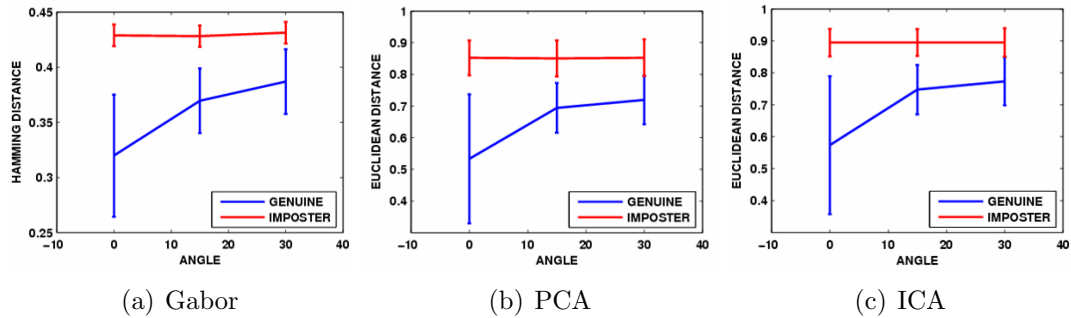 0.45
0.4
0.35
0.3
0.25
HAMMING DISTANCE
−10 0 10 20 30 40
ANGLE
GENUINE
IMPOSTER
(a) Gabor
1
0.9
0.8
0.7
0.6
0.5
0.4
EUCLIDEAN DISTANCE
−10 0 10 20 30 40
ANGLE
GENUINE
IMPOSTER
(b) PCA
1
0.9
0.8
0.7
0.6
0.5
0.4
EUCLIDEAN DISTANCE
−10 0 10 20 30 40
ANGLE
GENUINE
IMPOSTER
(c) ICA